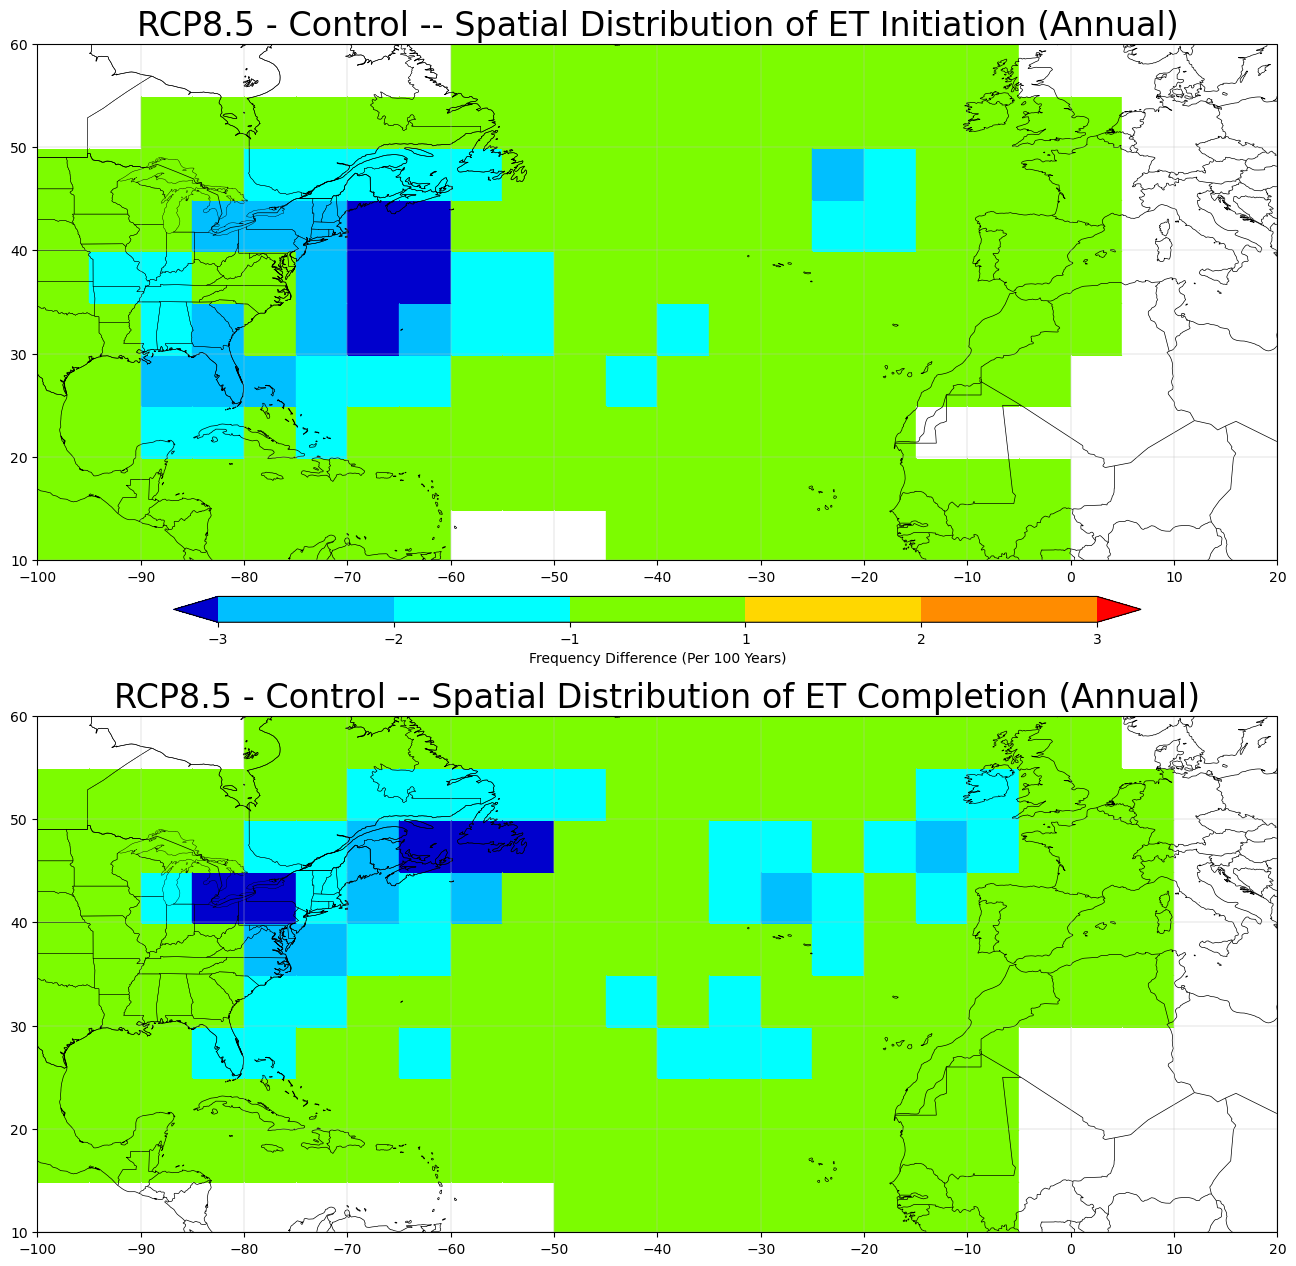 RCP8.5 - Control -- Spatial Distribution of ET Initiation (Annual)
60
50
40
30
20
10
−100 −90 −80 −70 −60 −50 −40 −30 −20 −10 0 10 20
−3 −2 −1 1 2 3
Frequency Difference (Per 100 Years)
RCP8.5 - Control -- Spatial Distribution of ET Completion (Annual)
60
50
40
30
20
10
−100 −90 −80 −70 −60 −50 −40 −30 −20 −10 0 10 20